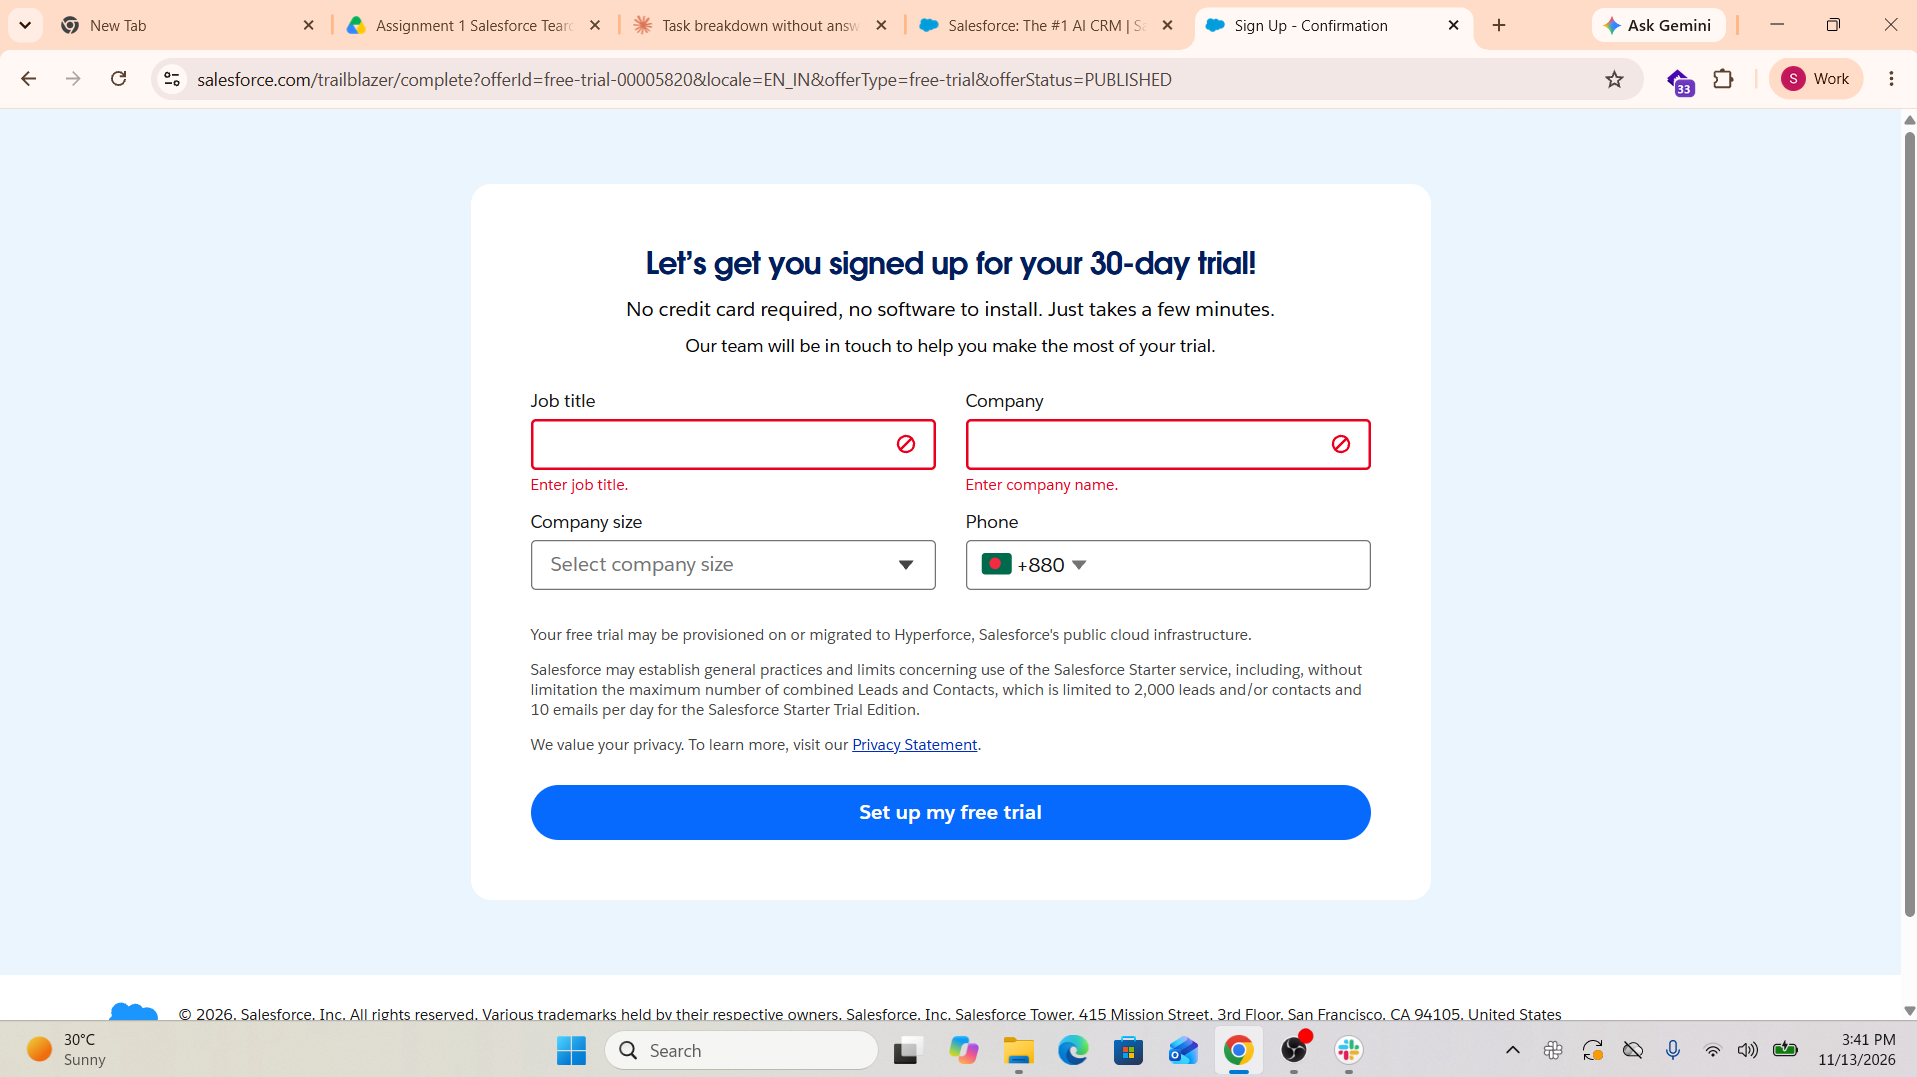 New Tab
Assignment 1 Salesforce Tear
Task breakdown without answ
Salesforce: The #1 AI CRM | Sa
Sign Up - Confirmation
Ask Gemini
salesforce.com/trailblazer/complete?offerId=free-trial-00005820&locale=EN_IN&offerType=free-trial&offerStatus=PUBLISHED
33
S
Work
Let’s get you signed up for your 30-day trial!
No credit card required, no software to install. Just takes a few minutes.
Our team will be in touch to help you make the most of your trial.
Job title
Company
Enter job title.
Enter company name.
Company size
Phone
Select company size
+880
Your free trial may be provisioned on or migrated to Hyperforce, Salesforce's public cloud infrastructure.
Salesforce may establish general practices and limits concerning use of the Salesforce Starter service, including, without
limitation the maximum number of combined Leads and Contacts, which is limited to 2,000 leads and/or contacts and
10 emails per day for the Salesforce Starter Trial Edition.
We value your privacy. To learn more, visit our Privacy Statement.
Set up my free trial
© 2026. Salesforce, Inc. All rights reserved. Various trademarks held by their respective owners. Salesforce, Inc. Salesforce Tower, 415 Mission Street, 3rd Floor, San Francisco, CA 94105, United States
30°C
Sunny
Search
3:41 PM
11/13/2026